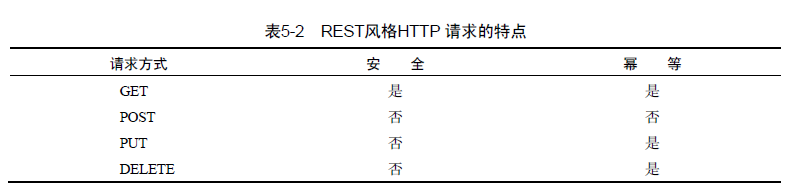 表5-2 REST风格HTTP 请求的特点
请求方式 安 全 幂 等
GET 是 是
POST 否 否
PUT 否 是
DELETE 否 是